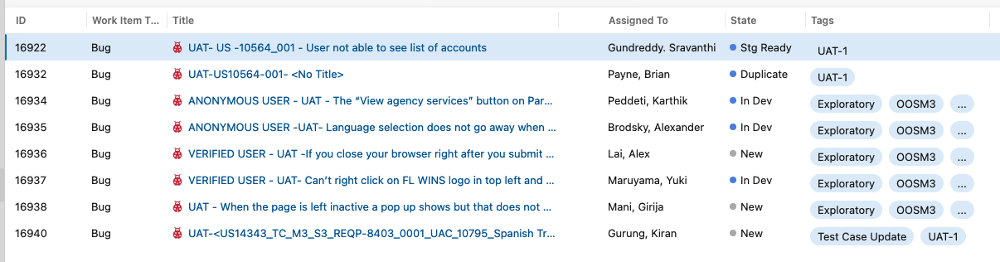 ID Work Item T... Title Assigned To State Tags
16922 Bug UAT- US -10564_001 - User not able to see list of accounts Gundreddy. Sravanthi Stg Ready UAT-1
16932 Bug UAT-US10564-001- <No Title> Payne, Brian Duplicate UAT-1
16934 Bug ANONYMOUS USER - UAT - The “View agency services” button on Par... Peddeti, Karthik In Dev Exploratory OOSM3 ...
16935 Bug ANONYMOUS USER -UAT- Language selection does not go away when ... Brodsky, Alexander In Dev Exploratory OOSM3 ...
16936 Bug VERIFIED USER - UAT -If you close your browser right after you submit ... Lai, Alex New Exploratory OOSM3 ...
16937 Bug VERIFIED USER - UAT- Can’t right click on FL WINS logo in top left and ... Maruyama, Yuki In Dev Exploratory OOSM3 ...
16938 Bug UAT - When the page is left inactive a pop up shows but that does not ... Mani, Girija New Exploratory OOSM3 ...
16940 Bug UAT-<US14343_TC_M3_S3_REQP-8403_0001_UAC_10795_Spanish Tr... Gurung, Kiran New Test Case Update UAT-1